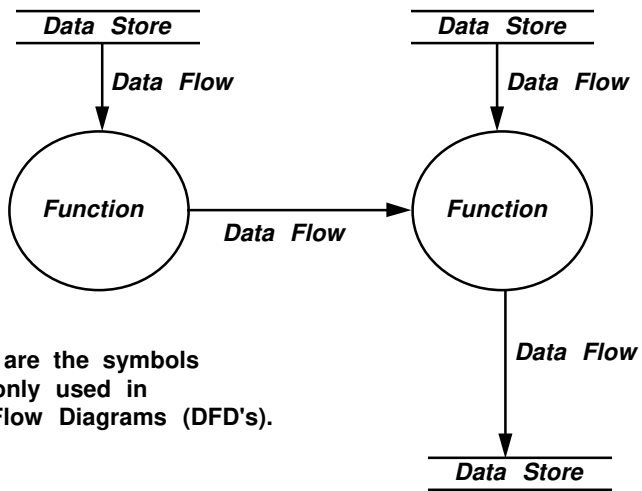 Data Store
Data Store
Data Flow
Data Flow
Function
Function
Data Flow
are the symbols
only used in
Flow Diagrams (DFD's).
Data Flow
Data Store